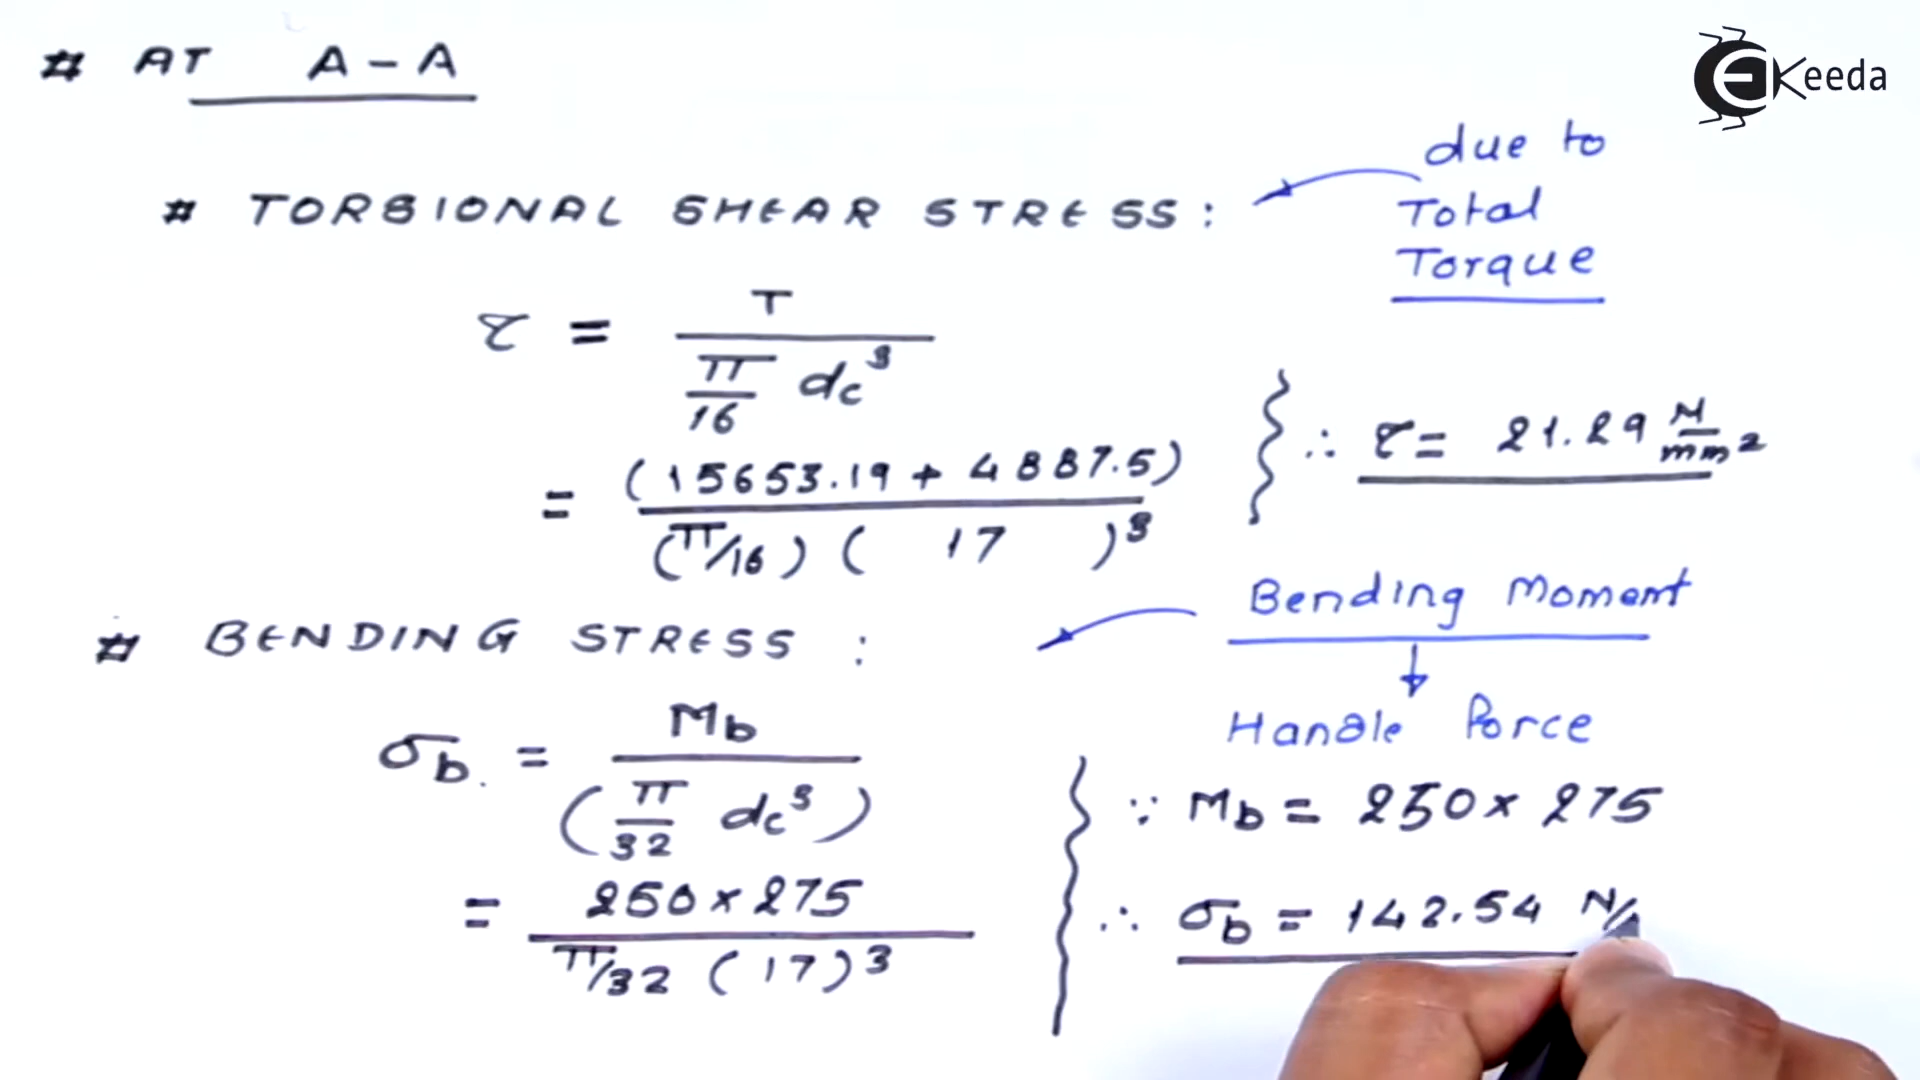 # AT A-A
EKeeda
due to
Total
Torque
# TORSIONAL SHEAR STRESS :
τ = T / (π/16 dc³)
= (15653.19 + 4887.5) / (π/16) ( 17 )³
∴ τ = 21.29 N/mm²
Bending Moment
# BENDING STRESS :
Handle Force
σb = Mb / (π/32 dc³)
∵ Mb = 250 × 275
= 250 × 275 / π/32 (17)³
∴ σb = 142.54 N/